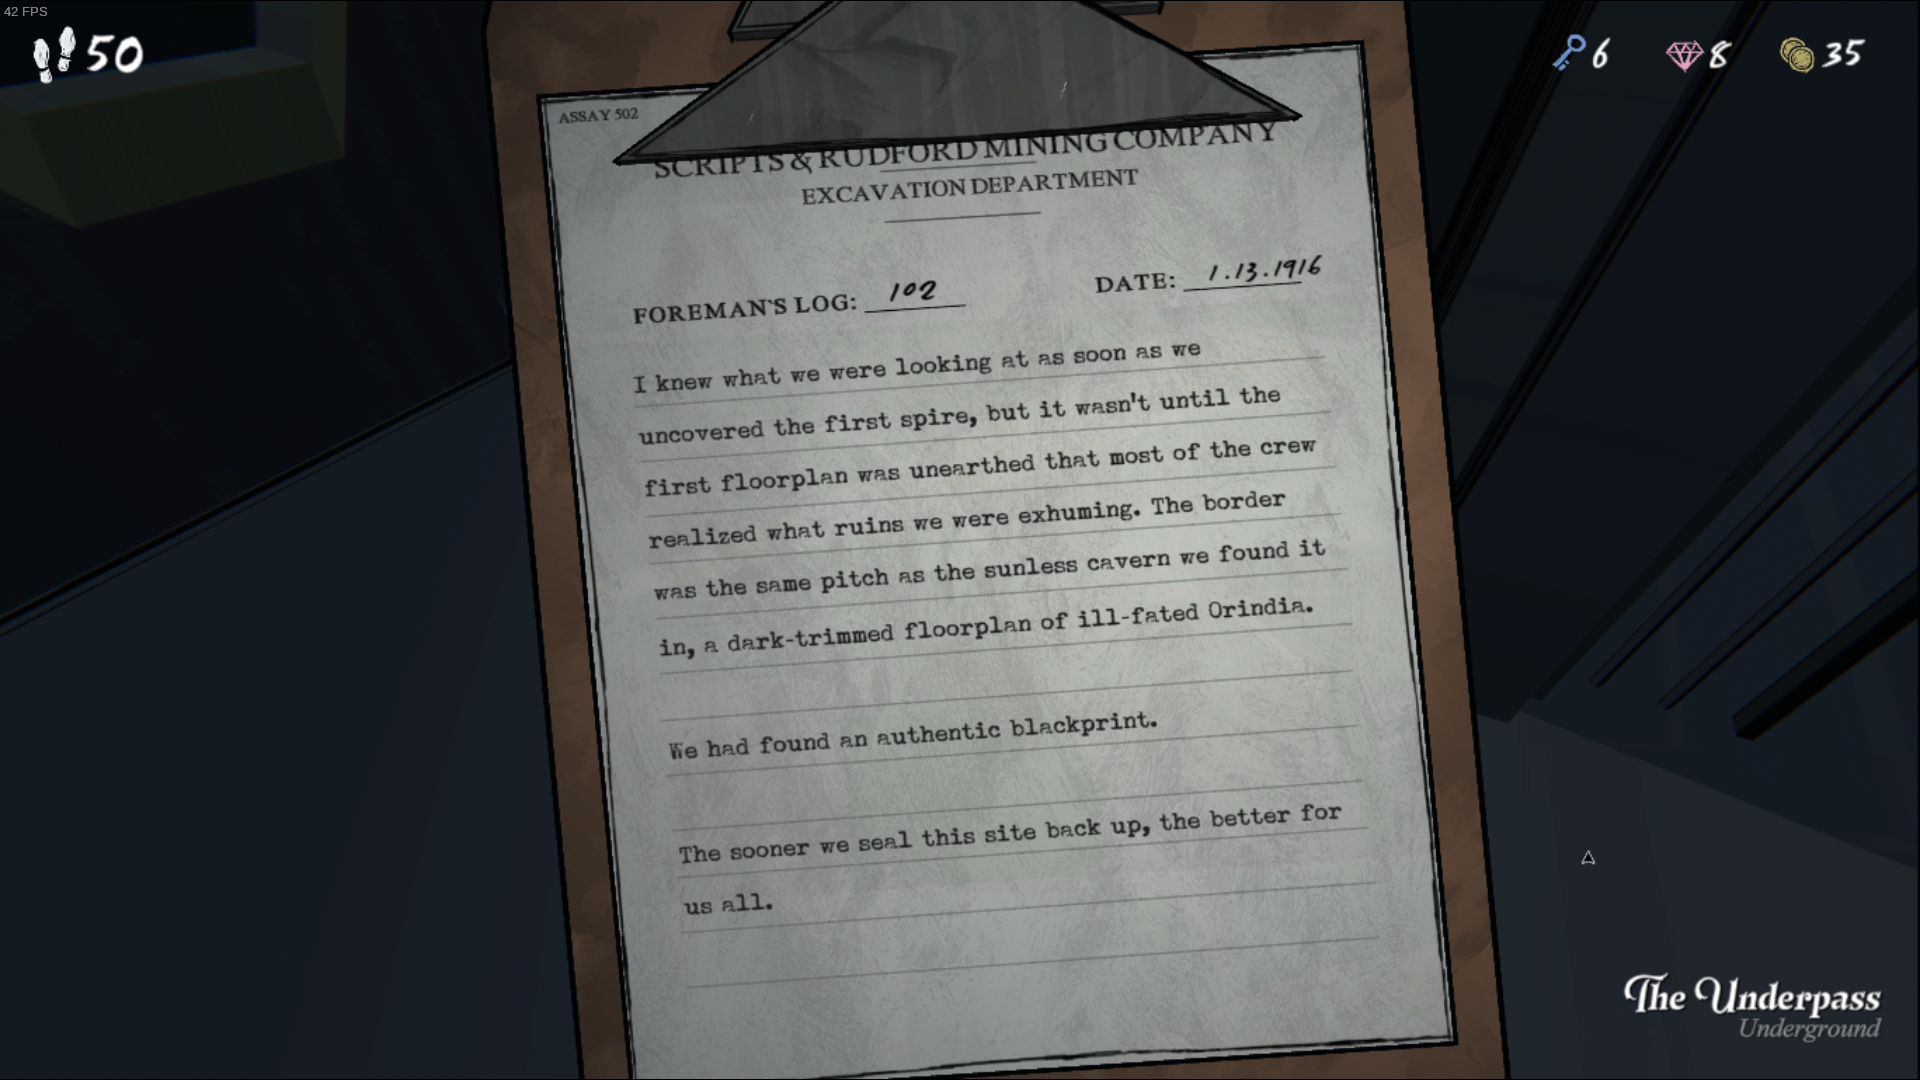 42 FPS
50
6 8 35
ASSAY 502
SCRIPTS & RUDFORD MINING COMPANY
EXCAVATION DEPARTMENT
FOREMAN'S LOG: 102 DATE: 1.13.1916
I knew what we were looking at as soon as we
uncovered the first spire, but it wasn't until the
first floorplan was unearthed that most of the crew
realized what ruins we were exhuming. The border
was the same pitch as the sunless cavern we found it
in, a dark-trimmed floorplan of ill-fated Orindia.
We had found an authentic blackprint.
The sooner we seal this site back up, the better for
us all.
The Underpass
Underground